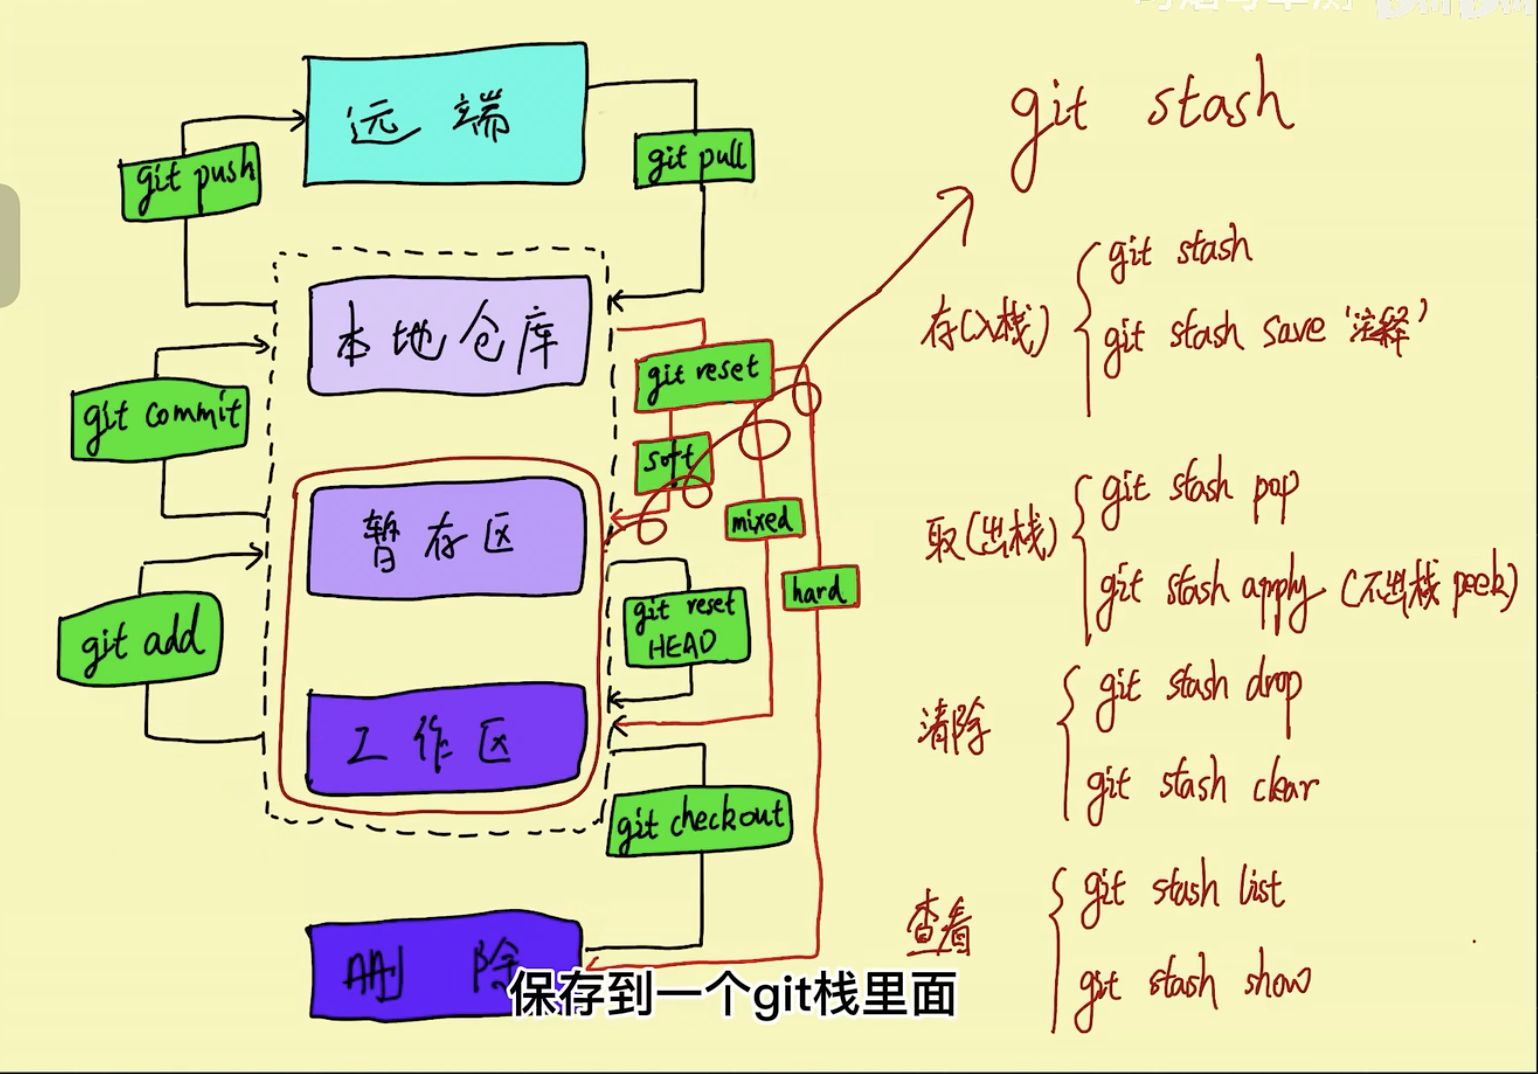 远端
git push
git pull
本地仓库
git commit
git reset
soft
mixed
hard
暂存区
git add
git reset
HEAD
工作区
git checkout
删除
git stash
存(入栈)
git stash
git stash save '注释'
取(出栈)
git stash pop
git stash apply (不出栈 peek)
清除
git stash drop
git stash clear
查看
git stash list
git stash show
保存到一个git栈里面